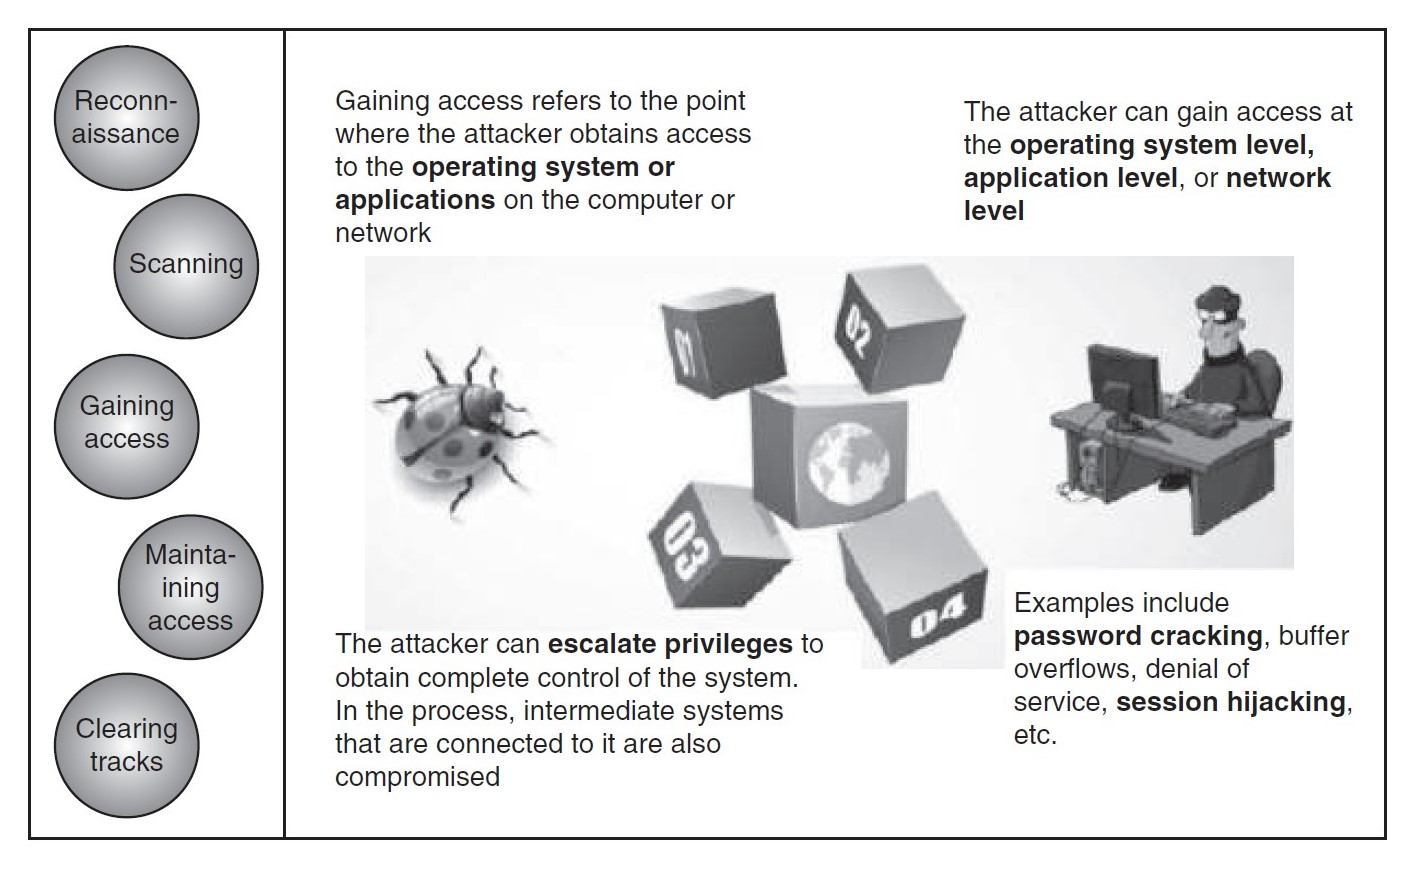 Reconn-
aissance
Scanning
Gaining
access
Mainta-
ining
access
Clearing
tracks
Gaining access refers to the point
where the attacker obtains access
to the operating system or
applications on the computer or
network
The attacker can gain access at
the operating system level,
application level, or network
level
01
02
03
04
The attacker can escalate privileges to
obtain complete control of the system.
In the process, intermediate systems
that are connected to it are also
compromised
Examples include
password cracking, buffer
overflows, denial of
service, session hijacking,
etc.